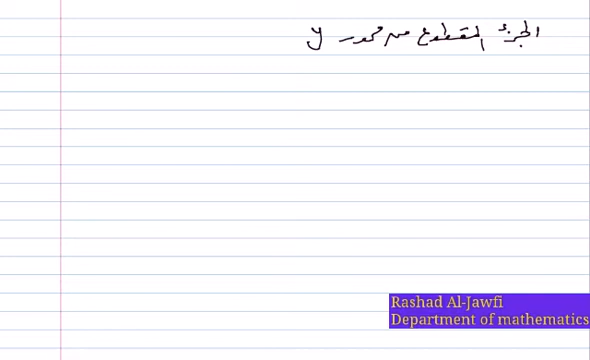 الجزء المقطوع من محور y
Rashad Al-Jawfi
Department of mathematics